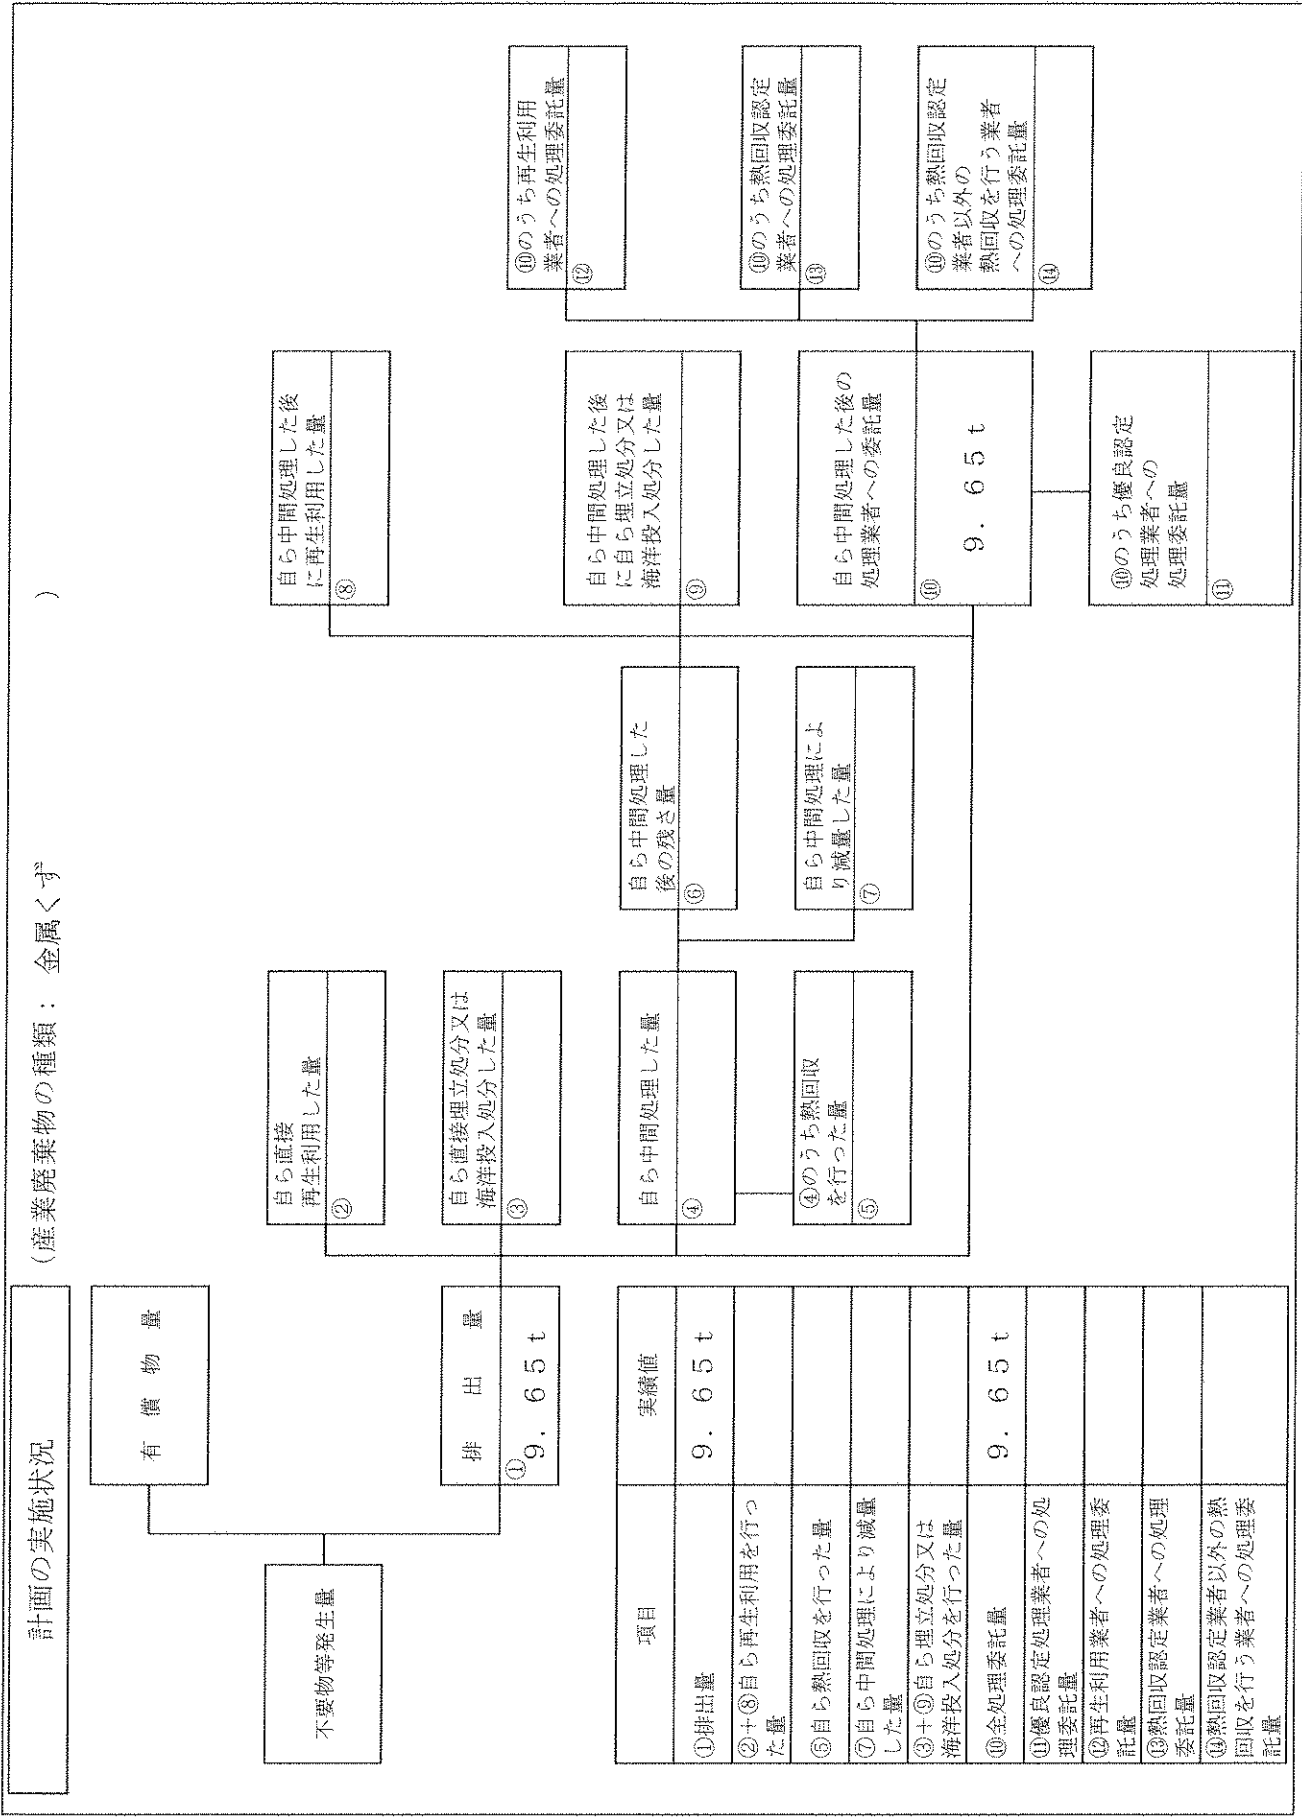 計画の実施状況
(産業廃棄物の種類： 金属くず )
不要物等発生量
有 償 物 量
排 出 量
①
9. 65t
自ら直接
再生利用した量
②
自ら直接埋立処分又は
海洋投入処分した量
③
自ら中間処理した量
④
④のうち熱回収
を行った量
⑤
自ら中間処理した
後の残さ量
⑥
自ら中間処理によ
り減量した量
⑦
自ら中間処理した後
に再生利用した量
⑧
自ら中間処理した後
に自ら埋立処分又は
海洋投入処分した量
⑨
自ら中間処理した後の
処理業者への委託量
⑩
9. 65t
⑩のうち優良認定
処理業者への
処理委託量
⑪
⑩のうち再生利用
業者への処理委託量
⑫
⑩のうち熱回収認定
業者への処理委託量
⑬
⑩のうち熱回収認定
業者以外の
熱回収を行う業者
への処理委託量
⑭
項目 実績値
①排出量 9. 65t
②＋⑧自ら再生利用を行っ
た量
⑤自ら熱回収を行った量
⑦自ら中間処理により減量
した量
③＋⑨自ら埋立処分又は
海洋投入処分を行った量
⑩全処理委託量 9. 65t
⑪優良認定処理業者への処
理委託量
⑫再生利用業者への処理委
託量
⑬熱回収認定業者への処理
委託量
⑭熱回収認定業者以外の熱
回収を行う業者への処理委
託量